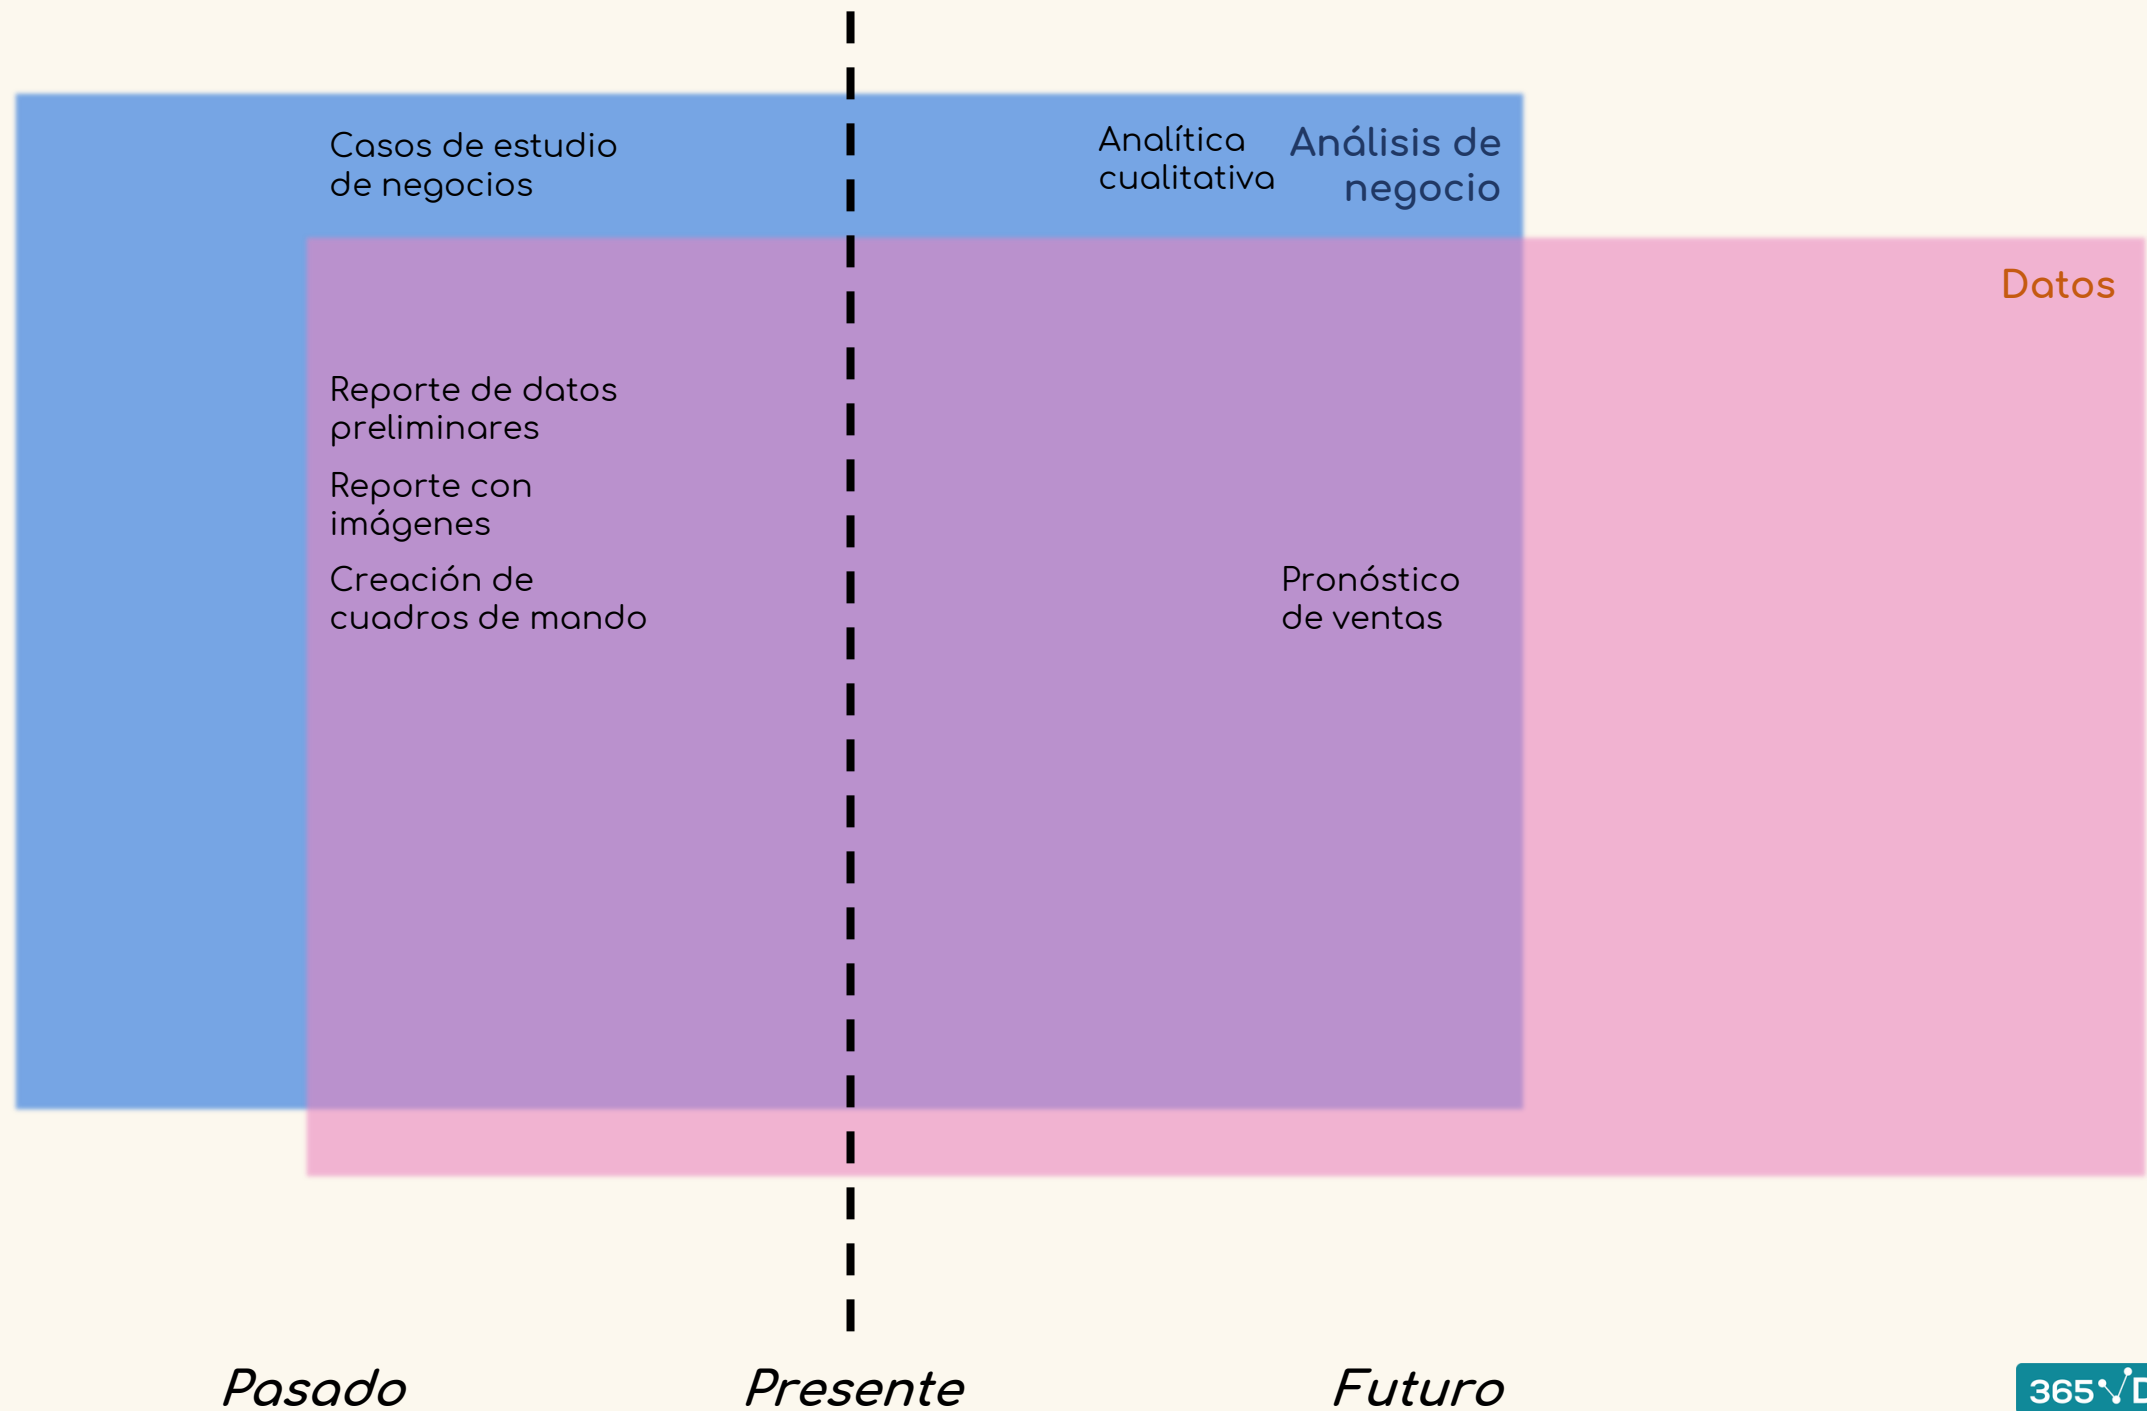 Casos de estudio
de negocios
Analítica
cualitativa
Análisis de
negocio
Datos
Reporte de datos
preliminares
Reporte con
imágenes
Creación de
cuadros de mando
Pronóstico
de ventas
Pasado
Presente
Futuro
365